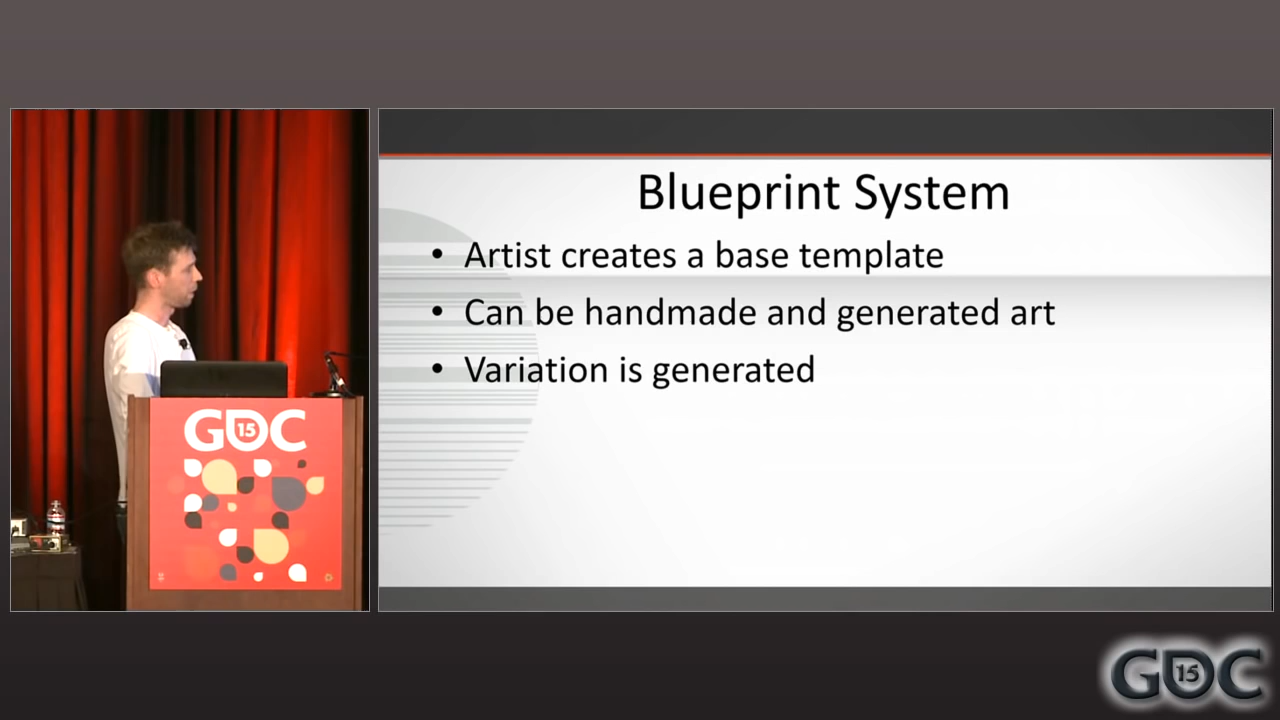 Blueprint System
• Artist creates a base template
• Can be handmade and generated art
• Variation is generated
GDC 15
GDC 15